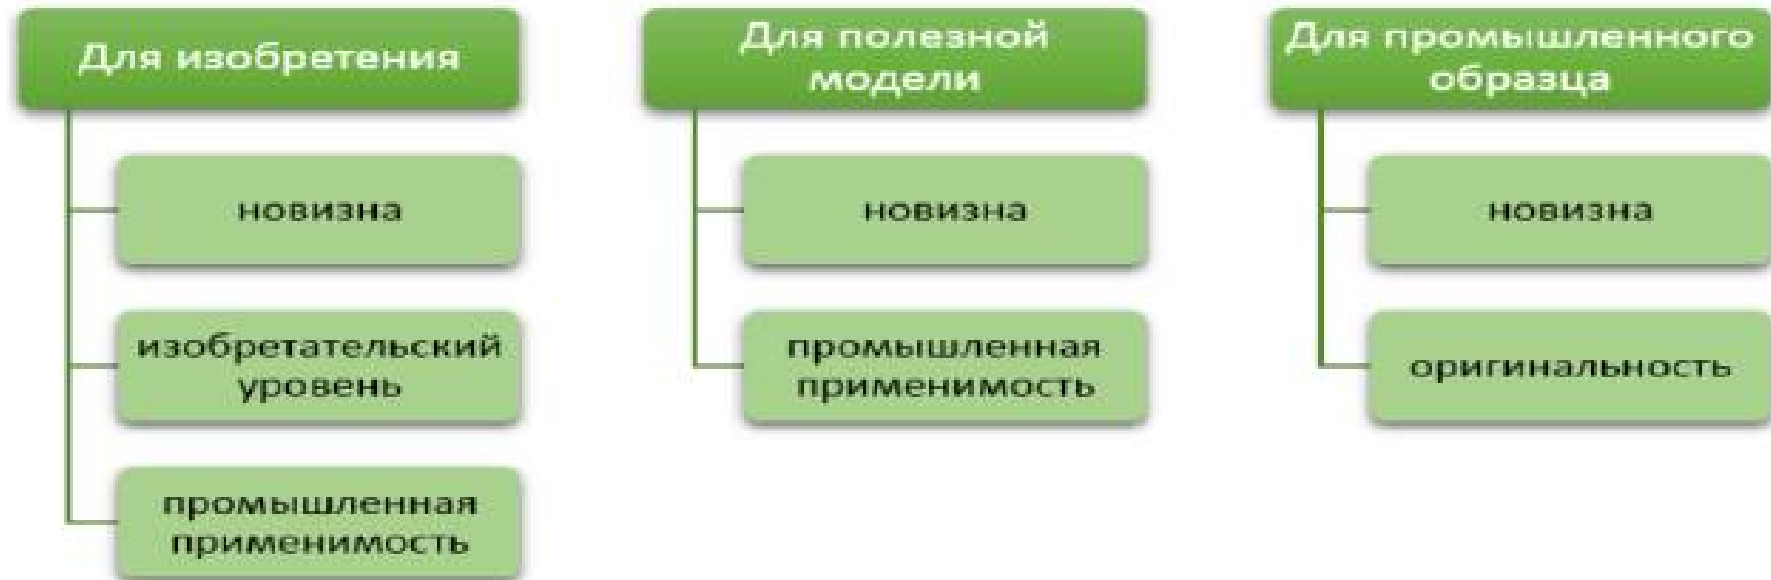 Для изобретения
новизна
изобретательский
уровень
промышленная
применимость
Для полезной
модели
новизна
промышленная
применимость
Для промышленного
образца
новизна
оригинальность